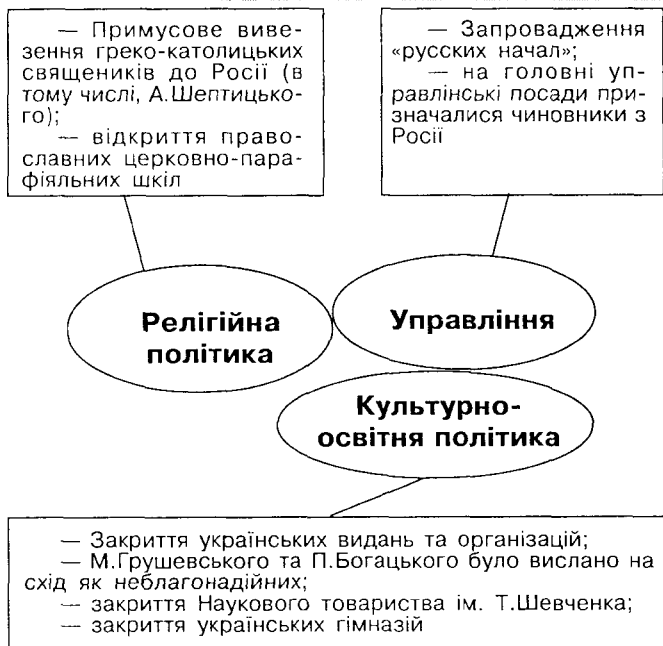 — Примусове виве-
зення греко-католицьких
священиків до Росії (в
тому числі, А.Шептицько-
го);
— відкриття право-
славних церковно-пара-
фіяльних шкіл
— Запровадження
«русских начал»;
— на головні уп-
равлінські посади при-
значалися чиновники з
Росії
Релігійна
політика
Управління
Культурно-
освітня політика
— Закриття українських видань та організацій;
— М.Грушевського та П.Богацького було вислано на
схід як неблагонадійних;
— закриття Наукового товариства ім. Т.Шевченка;
— закриття українських гімназій